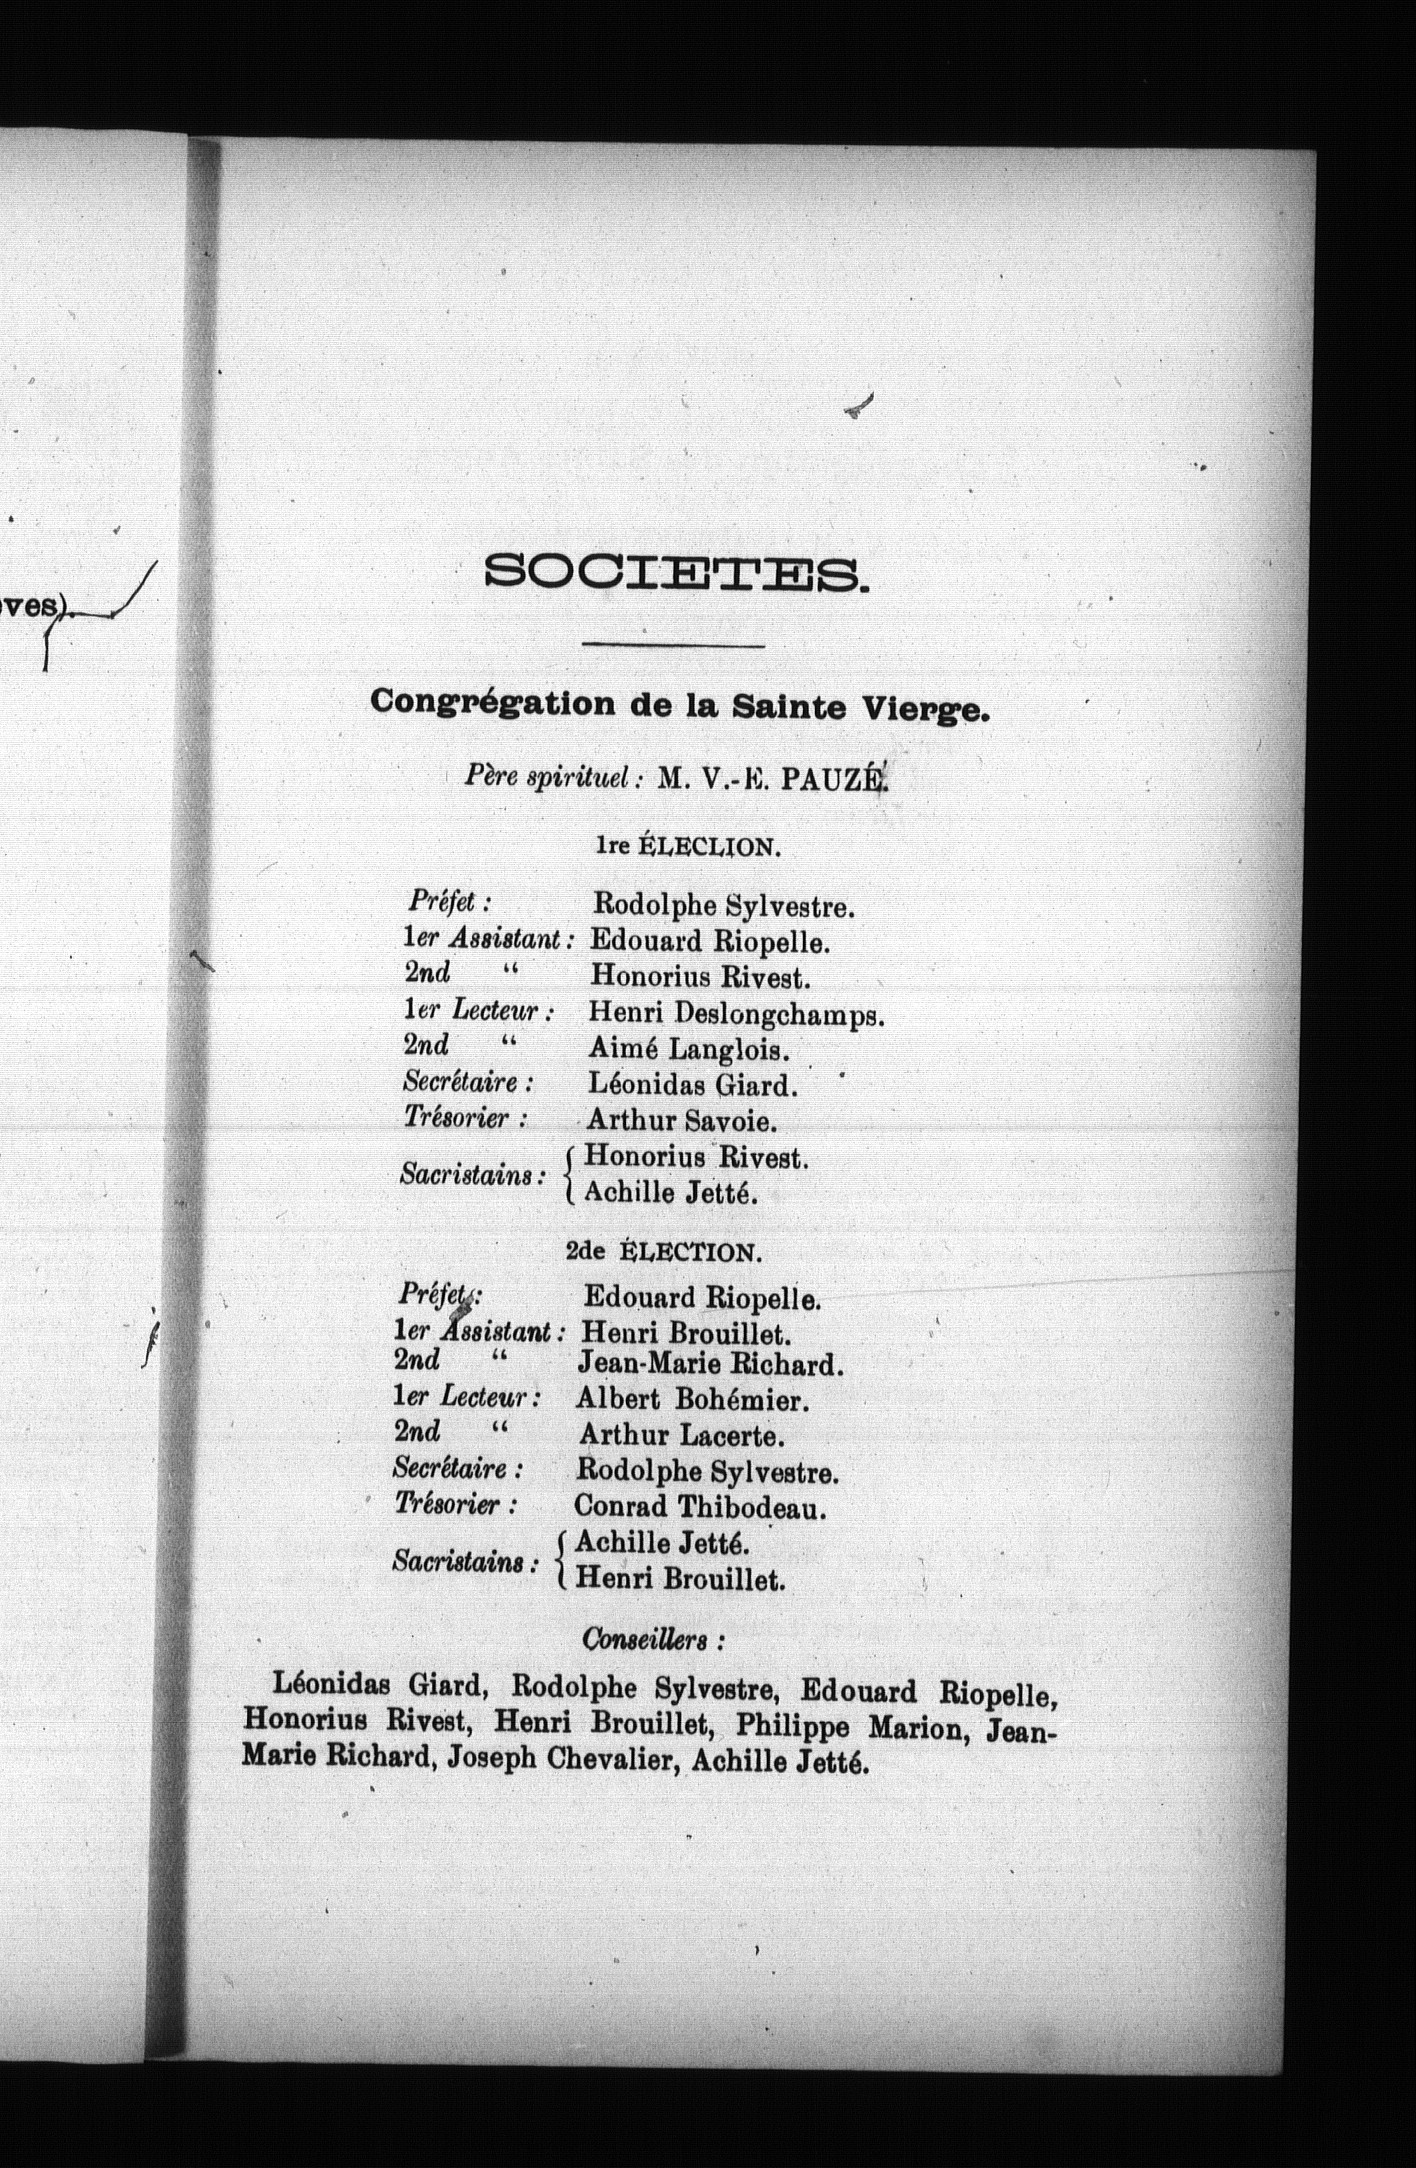 ves).
SOCIETES.
Congrégation de la Sainte Vierge.
Père spirituel : M. V.-E. PAUZÉ.
1re ÉLECLION.
Préfet : Rodolphe Sylvestre.
1er Assistant : Edouard Riopelle.
2nd “ Honorius Rivest.
1er Lecteur : Henri Deslongchamps.
2nd “ Aimé Langlois.
Secrétaire : Léonidas Giard.
Trésorier : Arthur Savoie.
Sacristains : { Honorius Rivest.
Achille Jetté.
2de ÉLECTION.
Préfet : Edouard Riopelle.
1er Assistant : Henri Brouillet.
2nd “ Jean-Marie Richard.
1er Lecteur : Albert Bohémier.
2nd “ Arthur Lacerte.
Secrétaire : Rodolphe Sylvestre.
Trésorier : Conrad Thibodeau.
Sacristains : { Achille Jetté.
Henri Brouillet.
Conseillers :
Léonidas Giard, Rodolphe Sylvestre, Edouard Riopelle,
Honorius Rivest, Henri Brouillet, Philippe Marion, Jean-
Marie Richard, Joseph Chevalier, Achille Jetté.